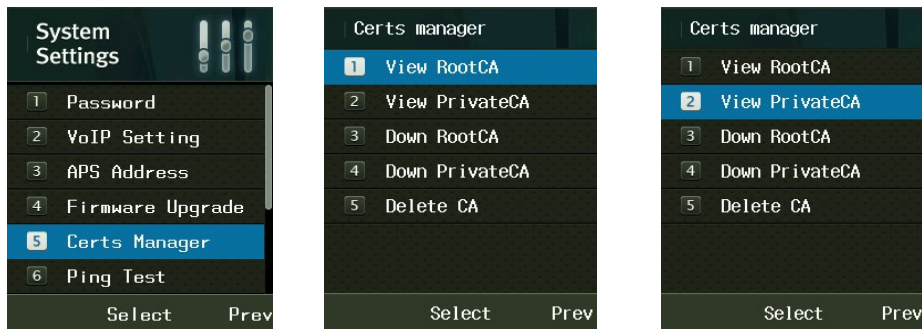 System
Settings
1 Password
2 VoIP Setting
3 APS Address
4 Firmware Upgrade
5 Certs Manager
6 Ping Test
Select Prev
Certs manager
1 View RootCA
2 View PrivateCA
3 Down RootCA
4 Down PrivateCA
5 Delete CA
Select Prev
Certs manager
1 View RootCA
2 View PrivateCA
3 Down RootCA
4 Down PrivateCA
5 Delete CA
Select Prev